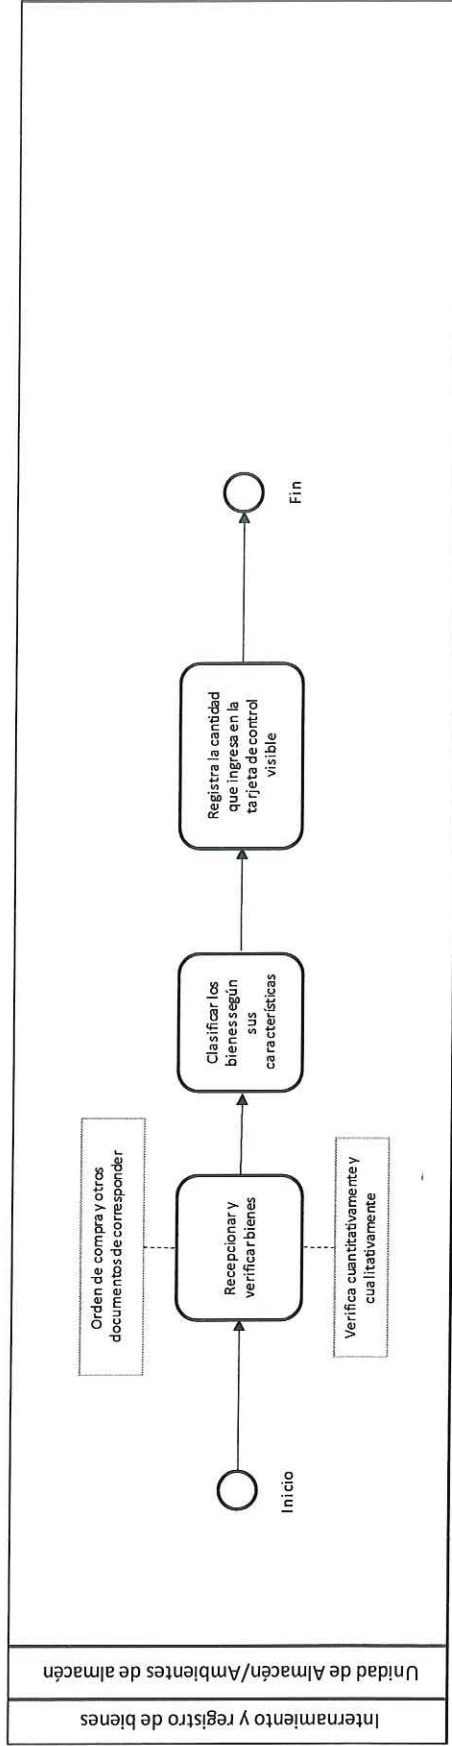 Internamiento y registro de bienes
Unidad de Almacén/Ambientes de almacén
Inicio
Orden de compra y otros
documentos de corresponder
Recepcionar y
verificar bienes
Verifica cuantitativamente y
cualitativamente
Clasificar los
bienes según
sus
características
Registra la cantidad
que ingresa en la
tarjeta de control
visible
Fin